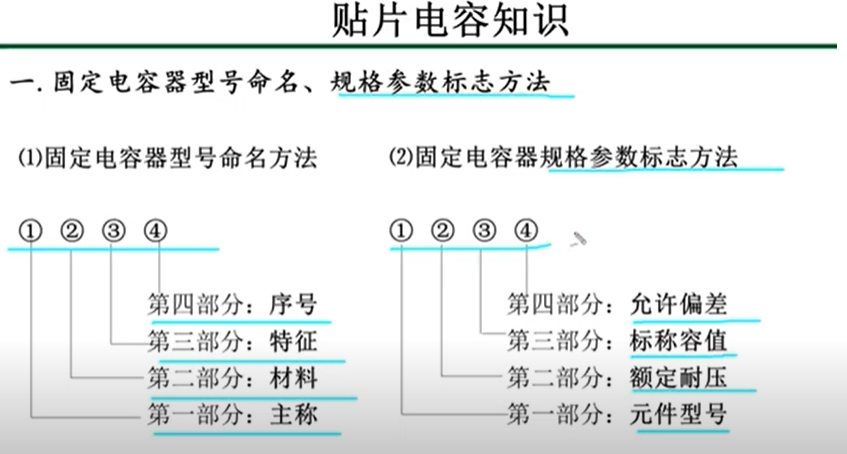 贴片电容知识
一.固定电容器型号命名、规格参数标志方法
⑴固定电容器型号命名方法
① ② ③ ④
第四部分：序号
第三部分：特征
第二部分：材料
第一部分：主称
⑵固定电容器规格参数标志方法
① ② ③ ④
第四部分：允许偏差
第三部分：标称容值
第二部分：额定耐压
第一部分：元件型号